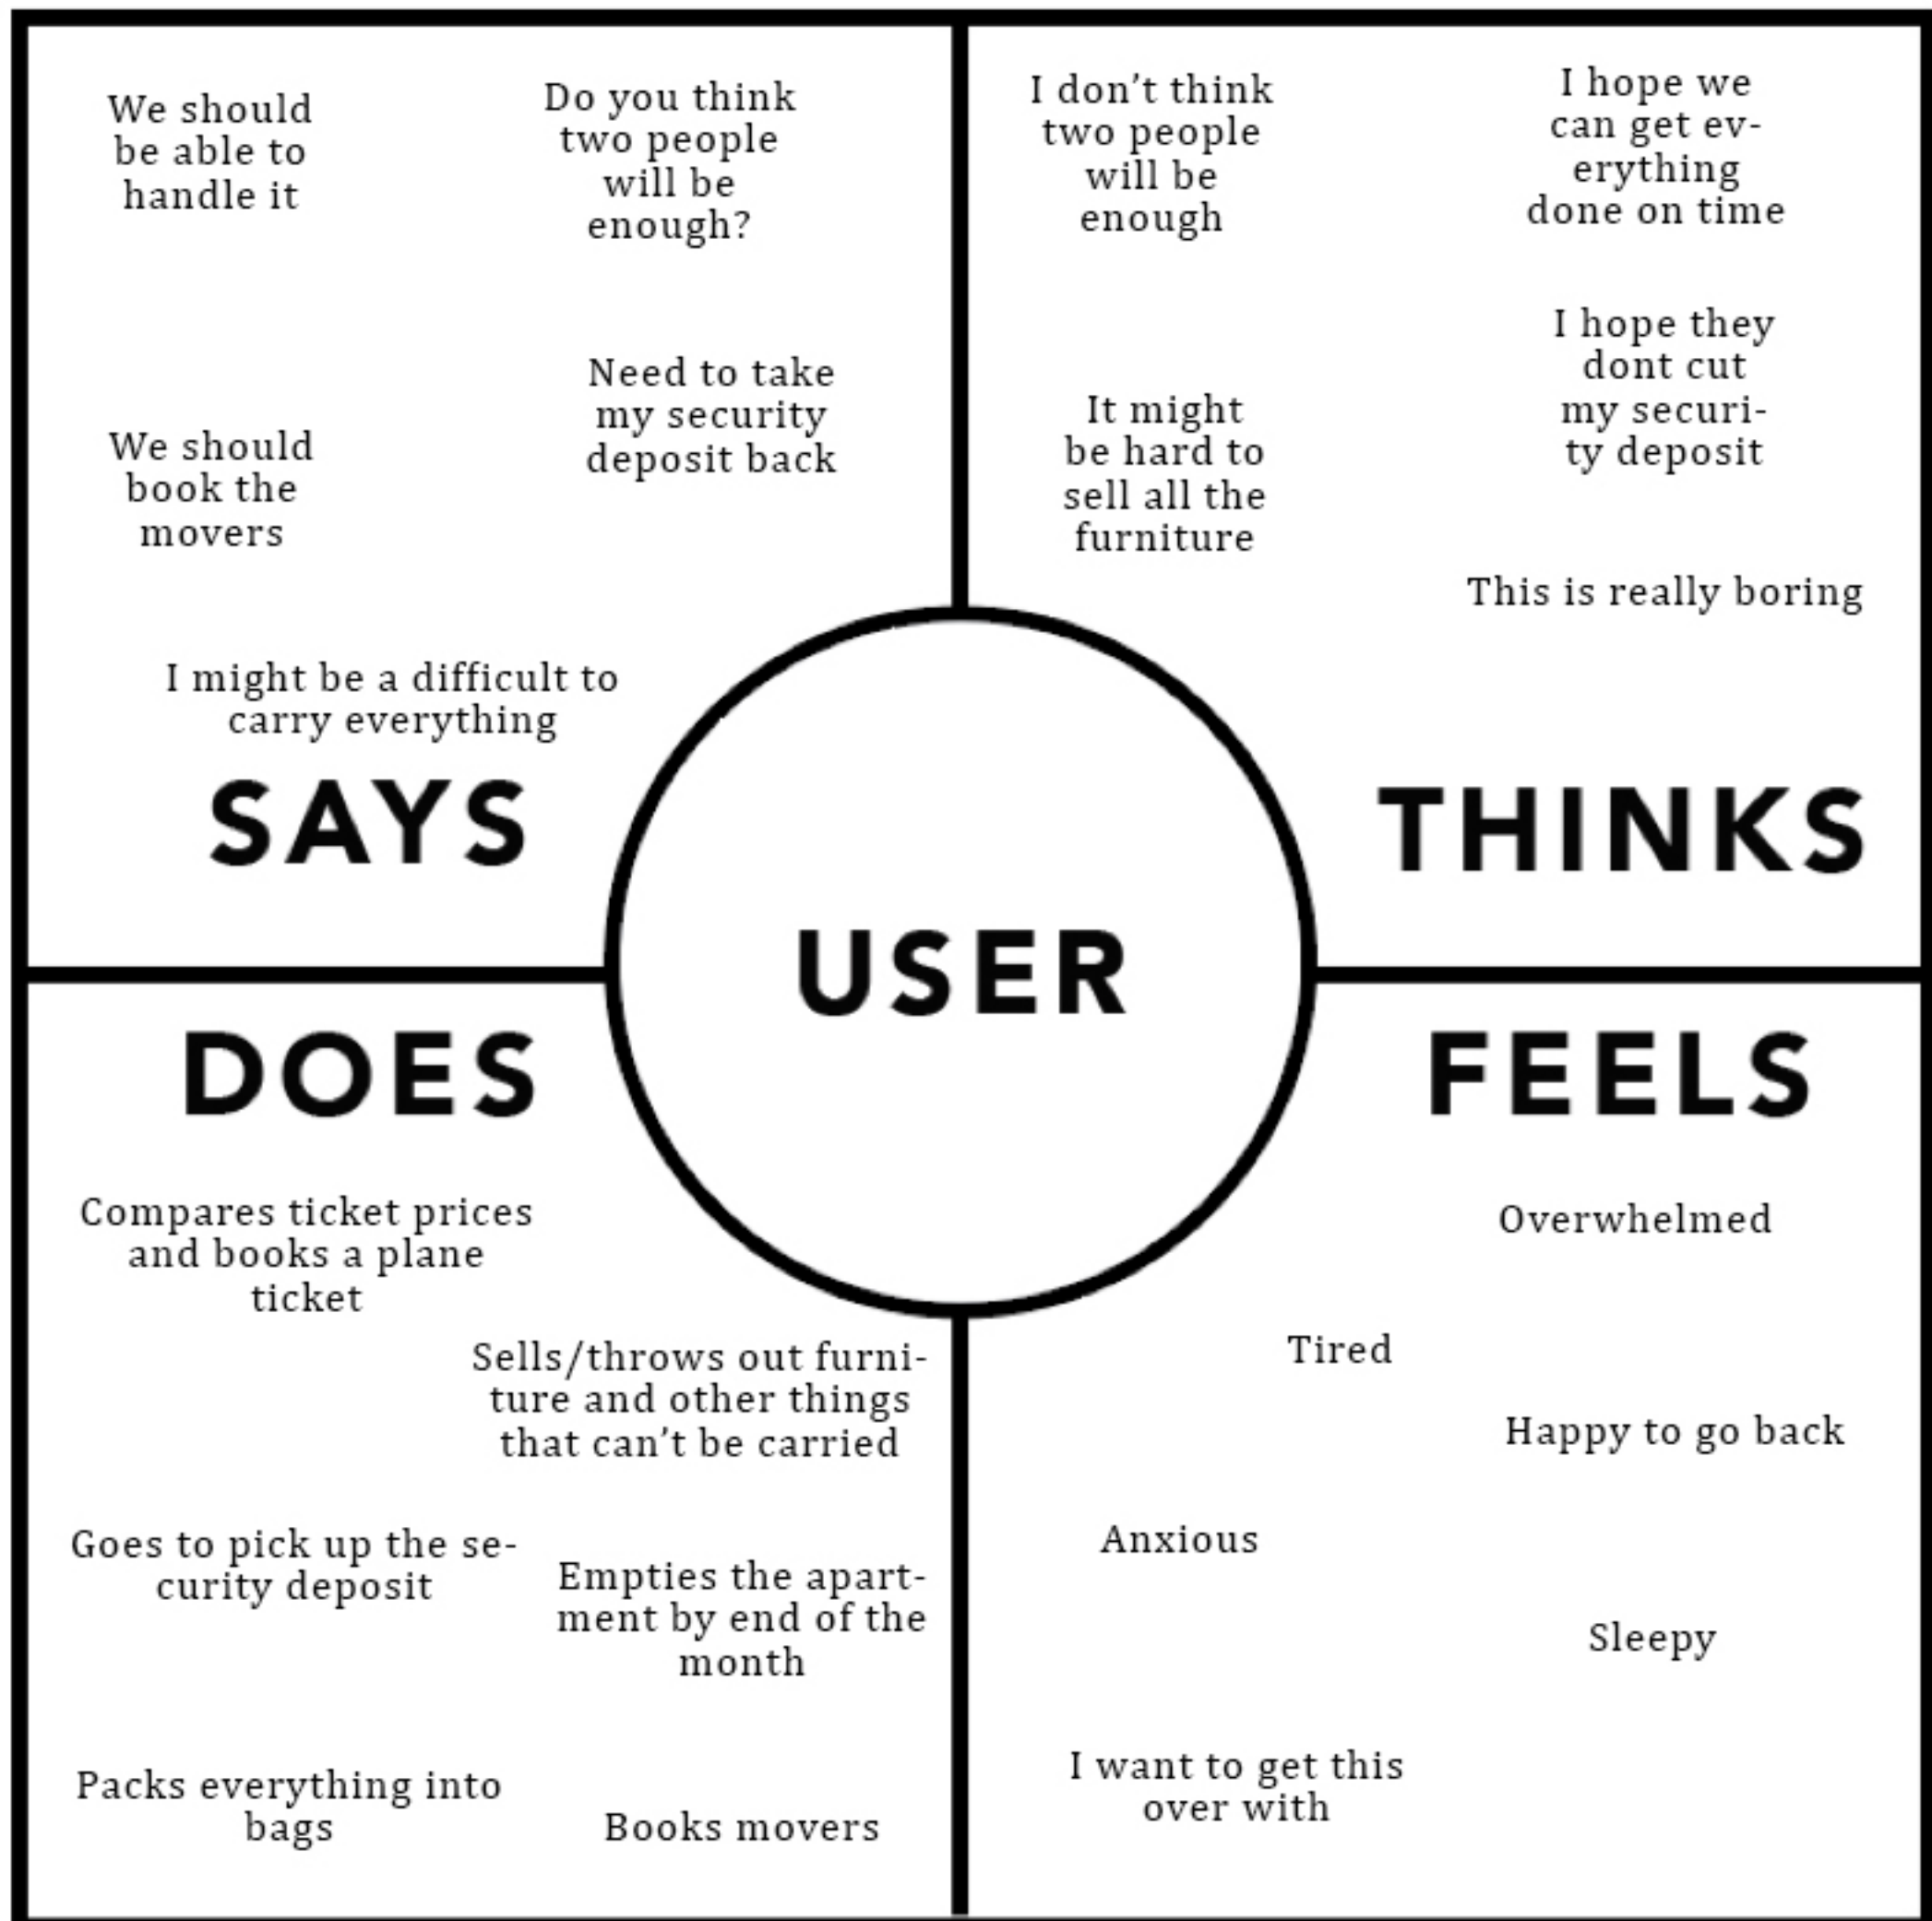 We should
be able to
handle it
Do you think
two people
will be
enough?
We should
book the
movers
Need to take
my security
deposit back
I might be a difficult to
carry everything
SAYS
I don’t think
two people
will be
enough
I hope we
can get ev-
erything
done on time
It might
be hard to
sell all the
furniture
I hope they
dont cut
my securi-
ty deposit
This is really boring
THINKS
USER
DOES
Compares ticket prices
and books a plane
ticket
Sells/throws out furni-
ture and other things
that can’t be carried
Goes to pick up the se-
curity deposit
Empties the apart-
ment by end of the
month
Packs everything into
bags
Books movers
FEELS
Overwhelmed
Tired
Happy to go back
Anxious
Sleepy
I want to get this
over with